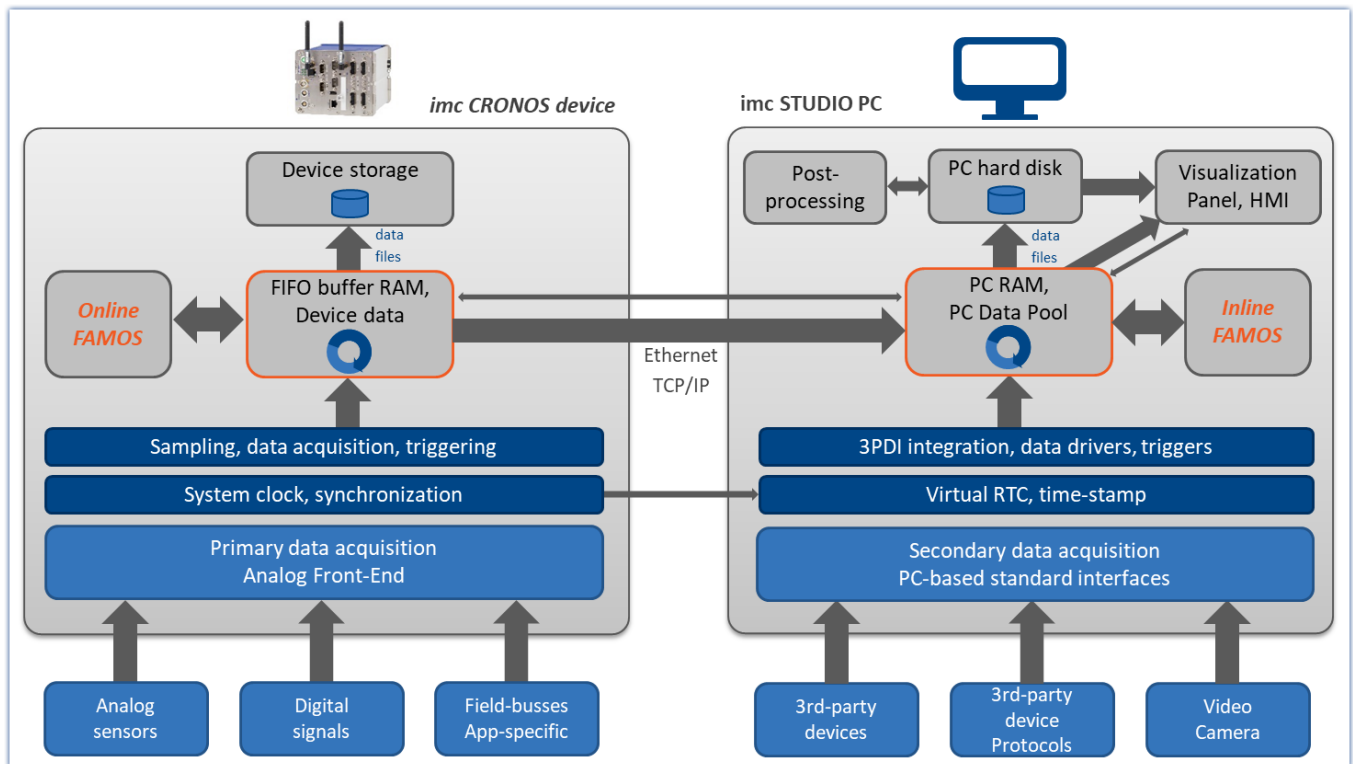 imc CRONOS device
Device storage
data
files
Online
FAMOS
FIFO buffer RAM,
Device data
Sampling, data acquisition, triggering
System clock, synchronization
Primary data acquisition
Analog Front-End
Analog
sensors
Digital
signals
Field-busses
App-specific
Ethernet
TCP/IP
imc STUDIO PC
Post-
processing
PC hard disk
Visualization
Panel, HMI
data
files
PC RAM,
PC Data Pool
Inline
FAMOS
3PDI integration, data drivers, triggers
Virtual RTC, time-stamp
Secondary data acquisition
PC-based standard interfaces
3rd-party
devices
3rd-party
device
Protocols
Video
Camera